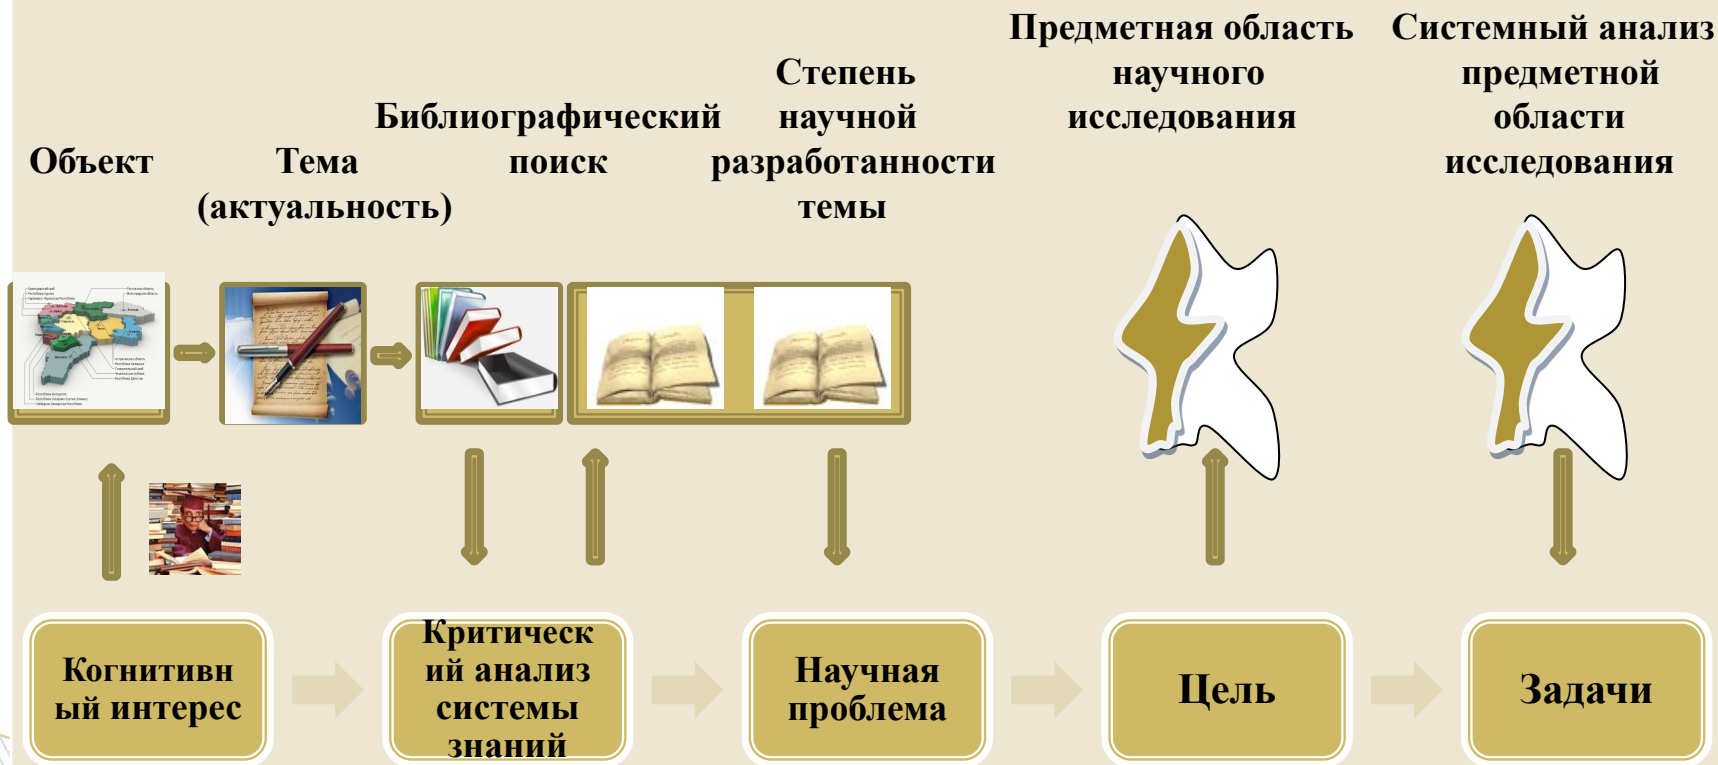 Объект
Тема
(актуальность)
Библиографический
поиск
Степень
научной
разработанности
темы
Предметная область
научного
исследования
Системный анализ
предметной
области
исследования
Когнитивн
ый интерес
Критическ
ий анализ
системы
знаний
Научная
проблема
Цель
Задачи